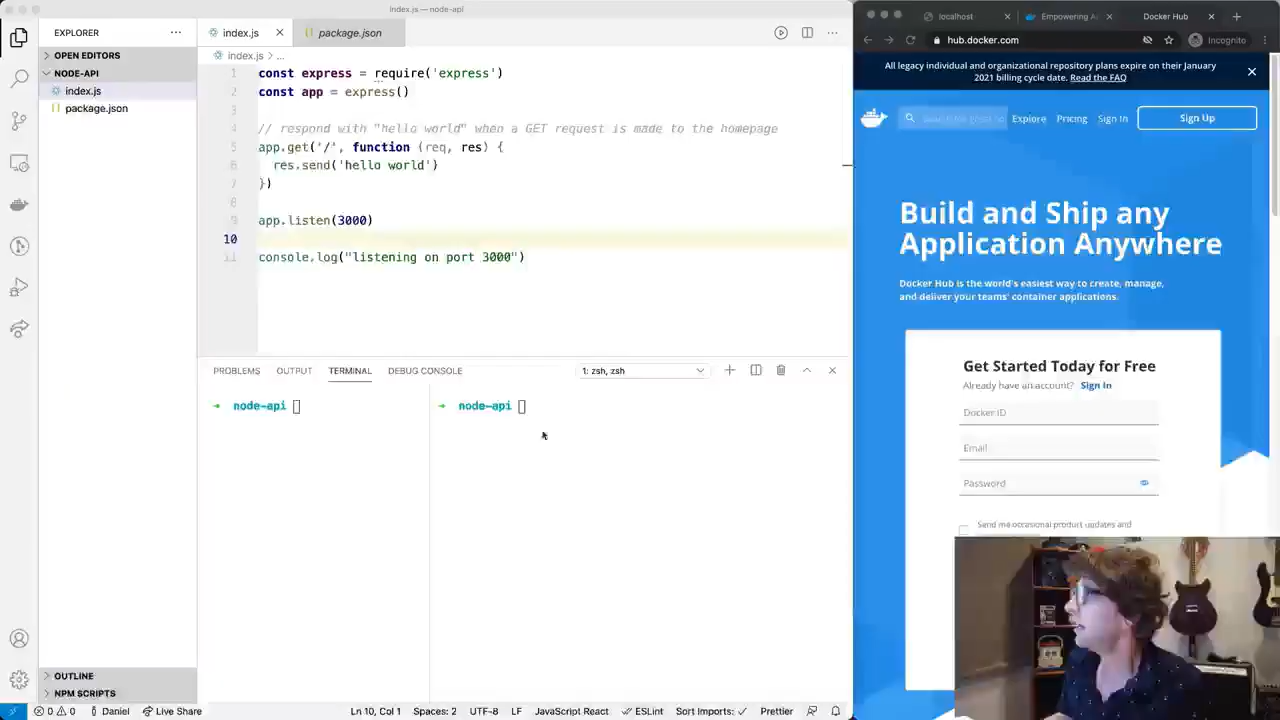 index.js — node-api
EXPLORER
OPEN EDITORS
NODE-API
index.js
package.json
OUTLINE
NPM SCRIPTS
index.js
package.json
index.js > ...
1 const express = require('express')
2 const app = express()
3
4 // respond with "hello world" when a GET request is made to the homepage
5 app.get('/', function (req, res) {
6 res.send('hello world')
7 })
8
9 app.listen(3000)
10
11 console.log("listening on port 3000")
PROBLEMS OUTPUT TERMINAL DEBUG CONSOLE 1: zsh, zsh
→ node-api
→ node-api
0 0 Daniel Live Share Ln 10, Col 1 Spaces: 2 UTF-8 LF JavaScript React ESLint Sort Imports: ✓ Prettier
localhost Empowering A Docker Hub
hub.docker.com Incognito
All legacy individual and organizational repository plans expire on their January
2021 billing cycle date. Read the FAQ
Explore Pricing Sign In Sign Up
Build and Ship any
Application Anywhere
Docker Hub is the world's easiest way to create, manage,
and deliver your teams' container applications.
Get Started Today for Free
Already have an account? Sign In
Docker ID
Email
Password
Send me occasional product updates and